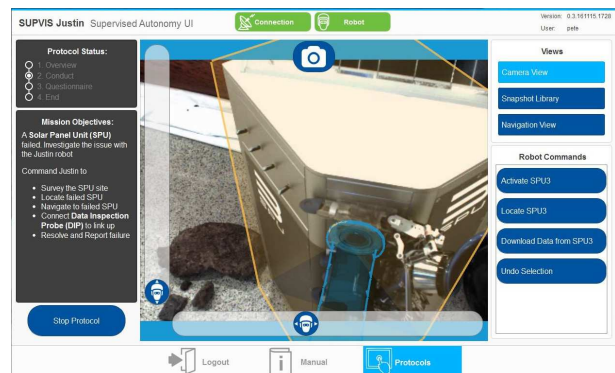 SUPVIS Justin Supervised Autonomy UI
Connection
Robot
Version: 0.3.161115.1728
User: pete
Protocol Status:
1. Overview
2. Conduct
3. Questionnaire
4. End
Mission Objectives:
A Solar Panel Unit (SPU)
failed. Investigate the issue with
the Justin robot
Command Justin to
• Survey the SPU site
• Locate failed SPU
• Navigate to failed SPU
• Connect Data Inspection
Probe (DIP) to link up
• Resolve and Report failure
Stop Protocol
SPU
Views
Camera View
Snapshot Library
Navigation View
Robot Commands
Activate SPU3
Locate SPU3
Download Data from SPU3
Undo Selection
Logout
i Manual
Protocols